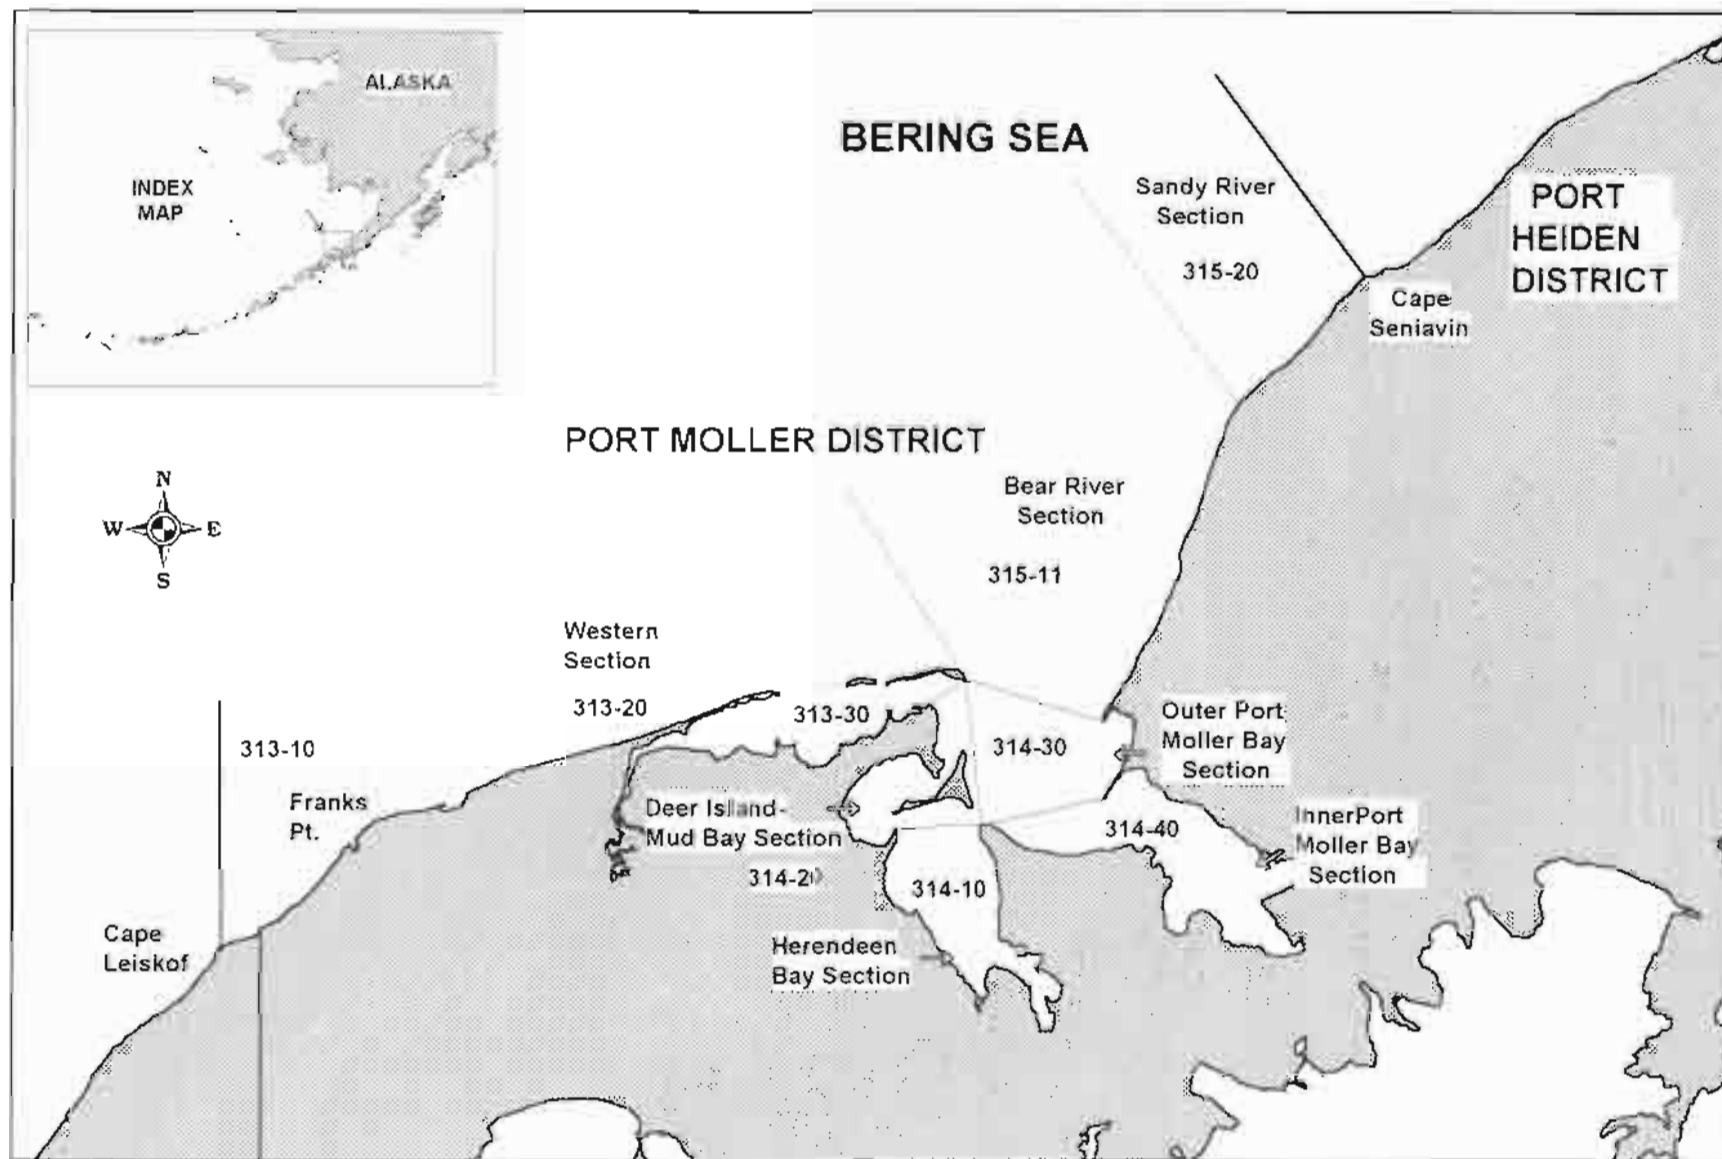 ALASKA
INDEX
MAP
BERING SEA
Sandy River
Section
315-20
PORT
HEIDEN
DISTRICT
Cape
Seniavin
PORT MOLLER DISTRICT
Bear River
Section
315-11
N
W
E
S
Western
Section
313-20
313-30
313-10
314-30
Outer Port
Moller Bay
Section
Franks
Pt.
Deer Island-
Mud Bay Section
314-20
314-40
InnerPort
Moller Bay
Section
314-10
Cape
Leiskof
Herendeen
Bay Section